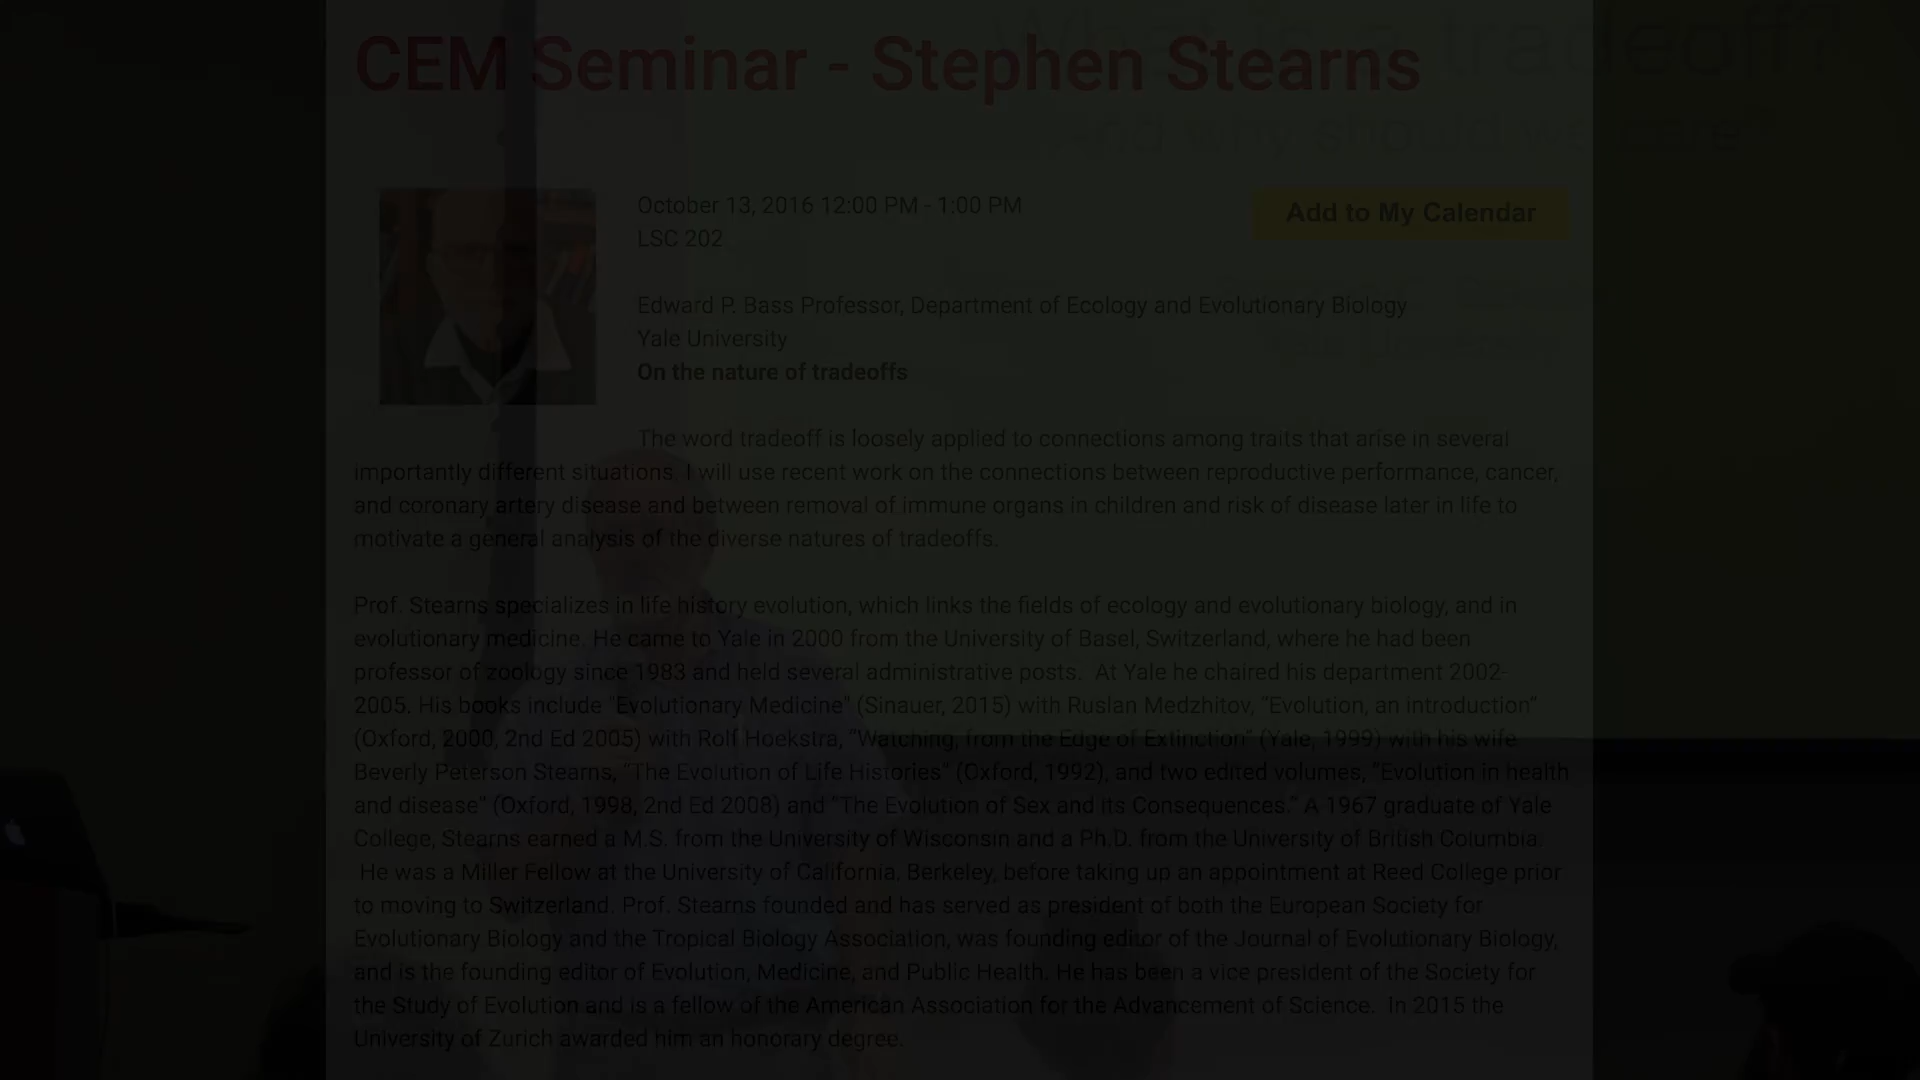 CEM Seminar - Stephen Stearns
What is a tradeoff?
And why should we care?
October 13, 2016 12:00 PM - 1:00 PM
Add to My Calendar
LSC 202
Edward P. Bass Professor, Department of Ecology and Evolutionary Biology
Yale University
On the nature of tradeoffs
The word tradeoff is loosely applied to connections among traits that arise in several
importantly different situations. I will use recent work on the connections between reproductive performance, cancer,
and coronary artery disease and between removal of immune organs in children and risk of disease later in life to
motivate a general analysis of the diverse natures of tradeoffs.
Prof. Stearns specializes in life history evolution, which links the fields of ecology and evolutionary biology, and in
evolutionary medicine. He came to Yale in 2000 from the University of Basel, Switzerland, where he had been
professor of zoology since 1983 and held several administrative posts.  At Yale he chaired his department 2002-
2005. His books include "Evolutionary Medicine" (Sinauer, 2015) with Ruslan Medzhitov, "Evolution, an introduction"
(Oxford, 2000, 2nd Ed 2005) with Rolf Hoekstra, "Watching, from the Edge of Extinction" (Yale, 1999) with his wife
Beverly Peterson Stearns, "The Evolution of Life Histories" (Oxford, 1992), and two edited volumes, "Evolution in health
and disease" (Oxford, 1998, 2nd Ed 2008) and "The Evolution of Sex and its Consequences." A 1967 graduate of Yale
College, Stearns earned a M.S. from the University of Wisconsin and a Ph.D. from the University of British Columbia.
He was a Miller Fellow at the University of California, Berkeley, before taking up an appointment at Reed College prior
to moving to Switzerland. Prof. Stearns founded and has served as president of both the European Society for
Evolutionary Biology and the Tropical Biology Association, was founding editor of the Journal of Evolutionary Biology,
and is the founding editor of Evolution, Medicine, and Public Health. He has been a vice president of the Society for
the Study of Evolution and is a fellow of the American Association for the Advancement of Science.  In 2015 the
University of Zurich awarded him an honorary degree.